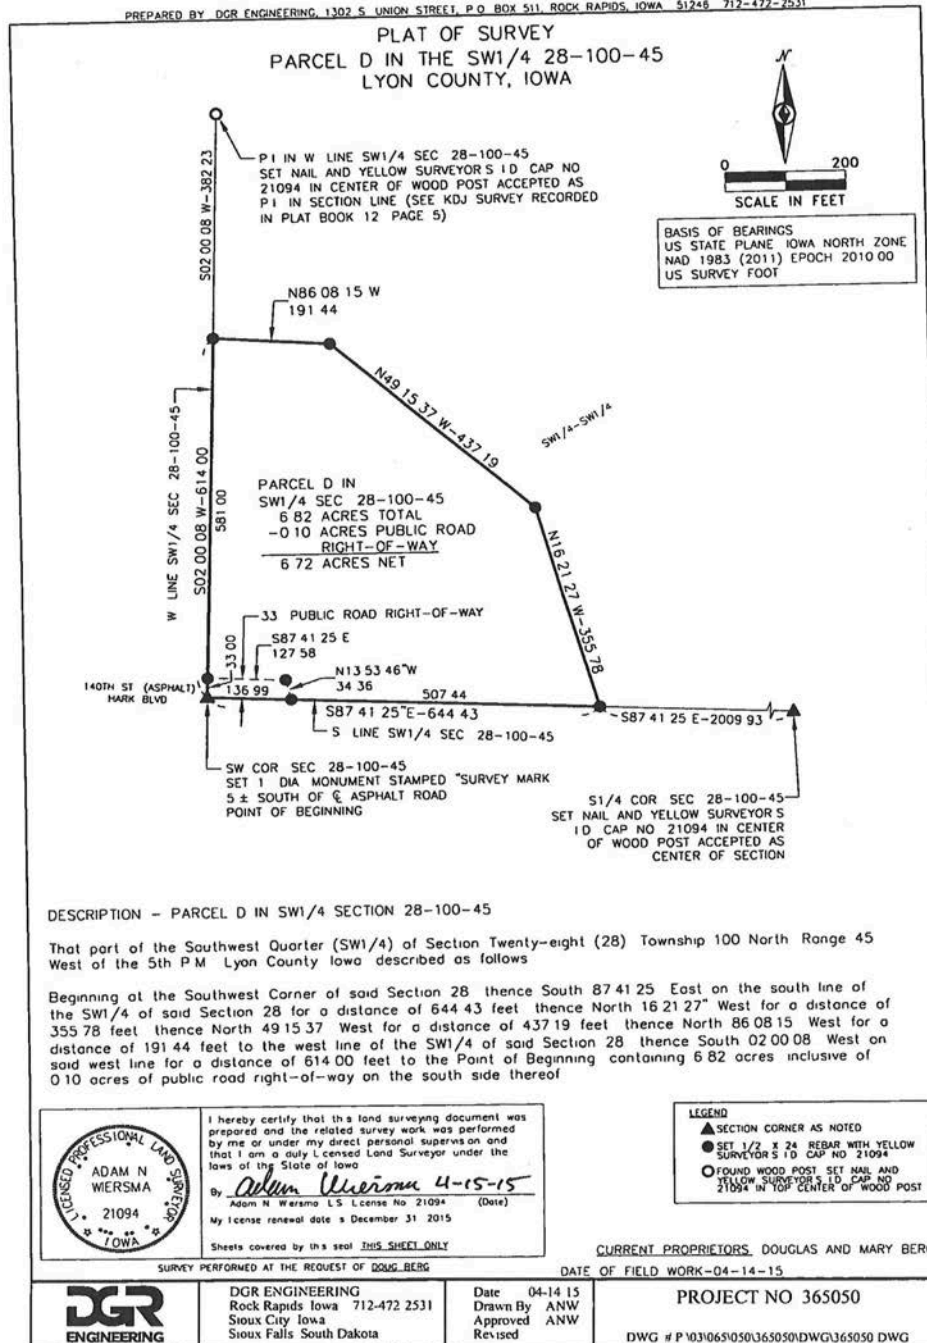 PREPARED BY DGR ENGINEERING, 1302 S UNION STREET, P O BOX 511, ROCK RAPIDS, IOWA 51246 712-472-2531
PLAT OF SURVEY
PARCEL D IN THE SW1/4 28-100-45
LYON COUNTY, IOWA
N
0 200
SCALE IN FEET
BASIS OF BEARINGS
US STATE PLANE IOWA NORTH ZONE
NAD 1983 (2011) EPOCH 2010 00
US SURVEY FOOT
S02 00 08 W-382 23
P I IN W LINE SW1/4 SEC 28-100-45
SET NAIL AND YELLOW SURVEYOR S I D CAP NO
21094 IN CENTER OF WOOD POST ACCEPTED AS
P I IN SECTION LINE (SEE KDJ SURVEY RECORDED
IN PLAT BOOK 12 PAGE 5)
N86 08 15 W
191 44
N49 15 37 W-437 19
SW1/4-SW1/4
W LINE SW1/4 SEC 28-100-45
S02 00 08 W-614 00
581 00
PARCEL D IN
SW1/4 SEC 28-100-45
6 82 ACRES TOTAL
-0 10 ACRES PUBLIC ROAD
RIGHT-OF-WAY
6 72 ACRES NET
N16 21 27 W-355 78
33 PUBLIC ROAD RIGHT-OF-WAY
S87 41 25 E
127 58
33 00
N13 53 46"W
34 36
140TH ST (ASPHALT)
HARK BLVD
136 99
507 44
S87 41 25"E-644 43
S87 41 25 E-2009 93
S LINE SW1/4 SEC 28-100-45
SW COR SEC 28-100-45
SET 1 DIA MONUMENT STAMPED "SURVEY MARK
5 ± SOUTH OF ℄ ASPHALT ROAD
POINT OF BEGINNING
S1/4 COR SEC 28-100-45
SET NAIL AND YELLOW SURVEYOR S
I D CAP NO 21094 IN CENTER
OF WOOD POST ACCEPTED AS
CENTER OF SECTION
DESCRIPTION - PARCEL D IN SW1/4 SECTION 28-100-45
That part of the Southwest Quarter (SW1/4) of Section Twenty-eight (28) Township 100 North Range 45
West of the 5th P M Lyon County Iowa described as follows
Beginning at the Southwest Corner of said Section 28 thence South 87 41 25 East on the south line of
the SW1/4 of said Section 28 for a distance of 644 43 feet thence North 16 21 27" West for a distance of
355 78 feet thence North 49 15 37 West for a distance of 437 19 feet thence North 86 08 15 West for a
distance of 191 44 feet to the west line of the SW1/4 of said Section 28 thence South 02 00 08 West on
said west line for a distance of 614 00 feet to the Point of Beginning containing 6 82 acres inclusive of
0 10 acres of public road right-of-way on the south side thereof
LICENSED PROFESSIONAL LAND SURVEYOR
ADAM N
WIERSMA
21094
IOWA
I hereby certify that th s land surveying document was
prepared and the related survey work was performed
by me or under my direct personal supervis on and
that I am a duly L censed Land Surveyor under the
laws of the State of Iowa
By Adam Wiersma 4-15-15
Adam N Wiersma L S L cense No 21094 (Date)
My l cense renewal date s December 31 2015
Sheets covered by th s seal THIS SHEET ONLY
LEGEND
SECTION CORNER AS NOTED
SET 1/2 X 24 REBAR WITH YELLOW
SURVEYOR S I D CAP NO 21094
FOUND WOOD POST SET NAIL AND
YELLOW SURVEYOR S I D CAP NO
21094 IN TOP CENTER OF WOOD POST
CURRENT PROPRIETORS DOUGLAS AND MARY BERG
SURVEY PERFORMED AT THE REQUEST OF DOUG BERG
DATE OF FIELD WORK-04-14-15
DGR
ENGINEERING
DGR ENGINEERING
Rock Rapids Iowa 712-472 2531
Sioux City Iowa
Sioux Falls South Dakota
Date 04-14 15
Drawn By ANW
Approved ANW
Revised
PROJECT NO 365050
DWG # P \03\065\050\365050\DWG\365050 DWG